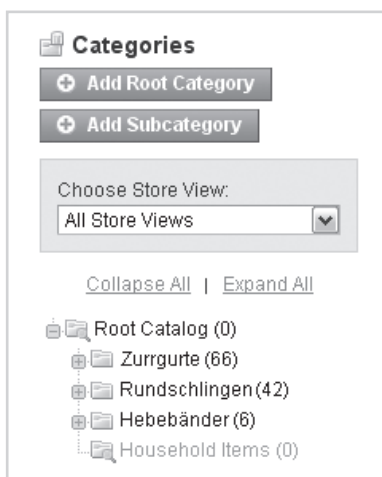 Categories
Add Root Category
Add Subcategory
Choose Store View:
All Store Views
Collapse All | Expand All
Root Catalog (0)
Zurrgurte (66)
Rundschlingen (42)
Hebebänder (6)
Household Items (0)